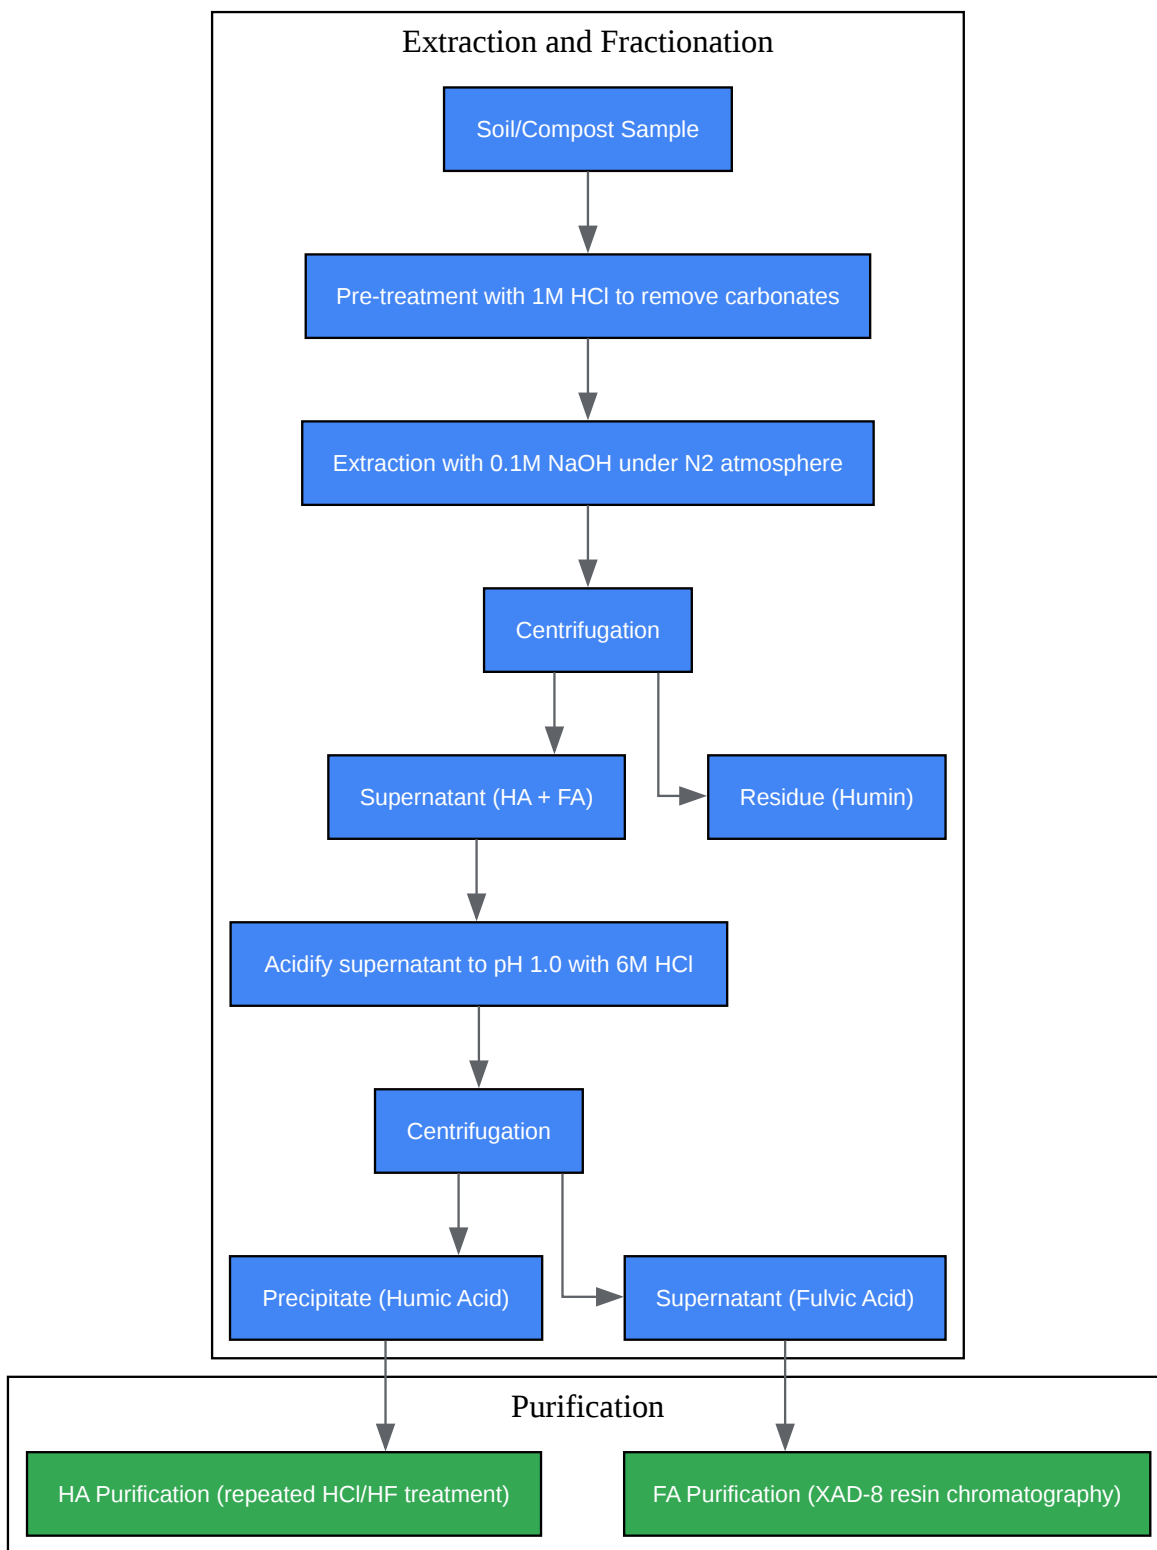 Extraction and Fractionation
Soil/Compost Sample
Pre-treatment with 1M HCl to remove carbonates
Extraction with 0.1M NaOH under N2 atmosphere
Centrifugation
Supernatant (HA + FA)
Residue (Humin)
Acidify supernatant to pH 1.0 with 6M HCl
Centrifugation
Precipitate (Humic Acid)
Supernatant (Fulvic Acid)
Purification
HA Purification (repeated HCl/HF treatment)
FA Purification (XAD-8 resin chromatography)